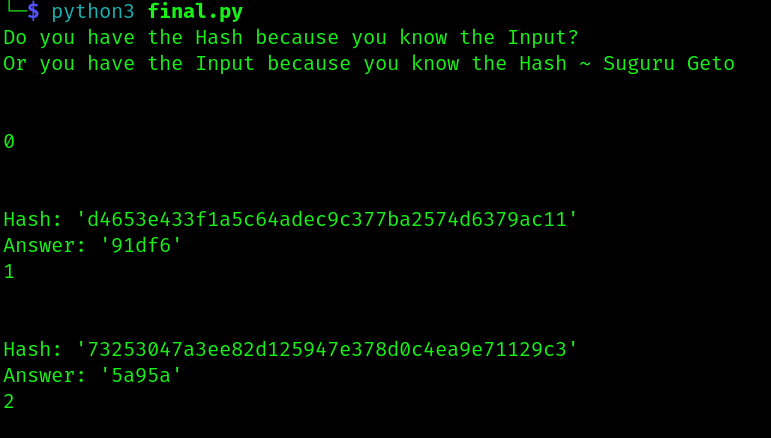 └─$ python3 final.py
Do you have the Hash because you know the Input?
Or you have the Input because you know the Hash ~ Suguru Geto
0
Hash: 'd4653e433f1a5c64adec9c377ba2574d6379ac11'
Answer: '91df6'
1
Hash: '73253047a3ee82d125947e378d0c4ea9e71129c3'
Answer: '5a95a'
2